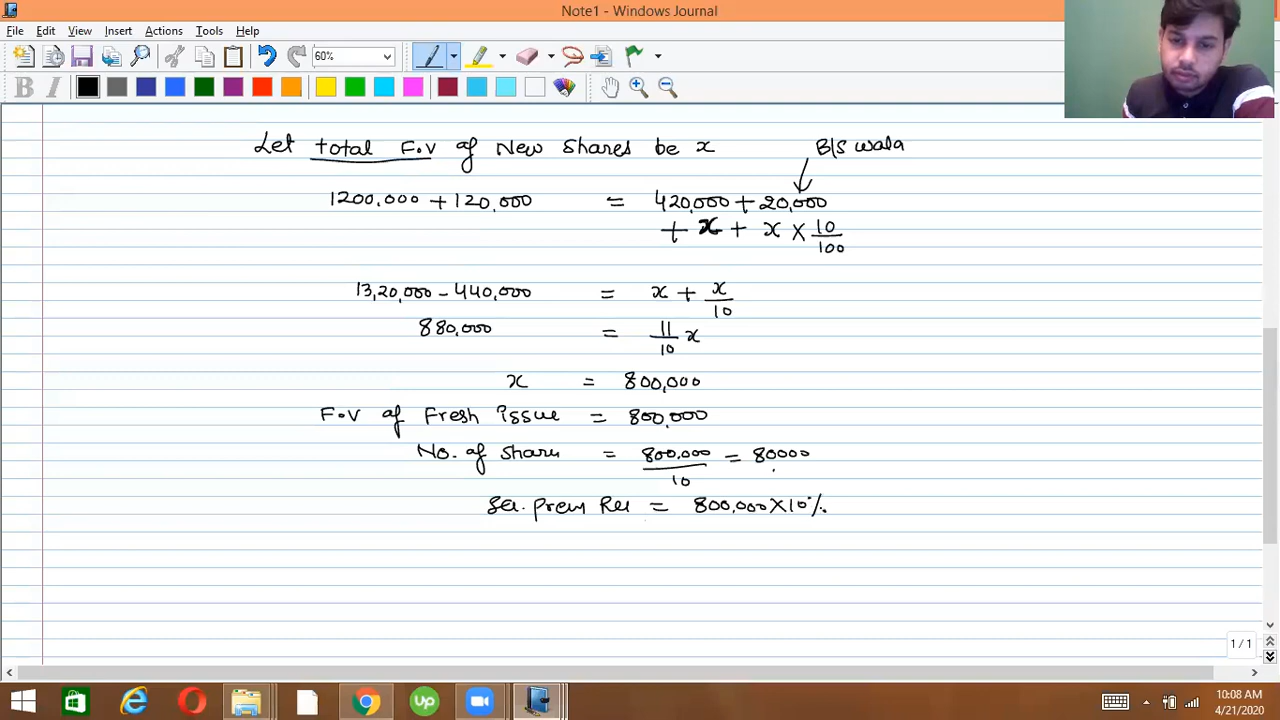 Note1 - Windows Journal
File Edit View Insert Actions Tools Help
60%
Let total F.V of New Shares be x
B/S wala
1200,000 + 120,000 = 420,000 + 20,000
+ x + x × 10/100
13,20,000 - 440,000 = x + x/10
880,000 = 11/10 x
x = 800,000
F.V of Fresh issue = 800,000
No. of share = 800,000/10 = 80000
Sec. prem Res = 800,000 × 10%
1 / 1
Up
10:08 AM
4/21/2020